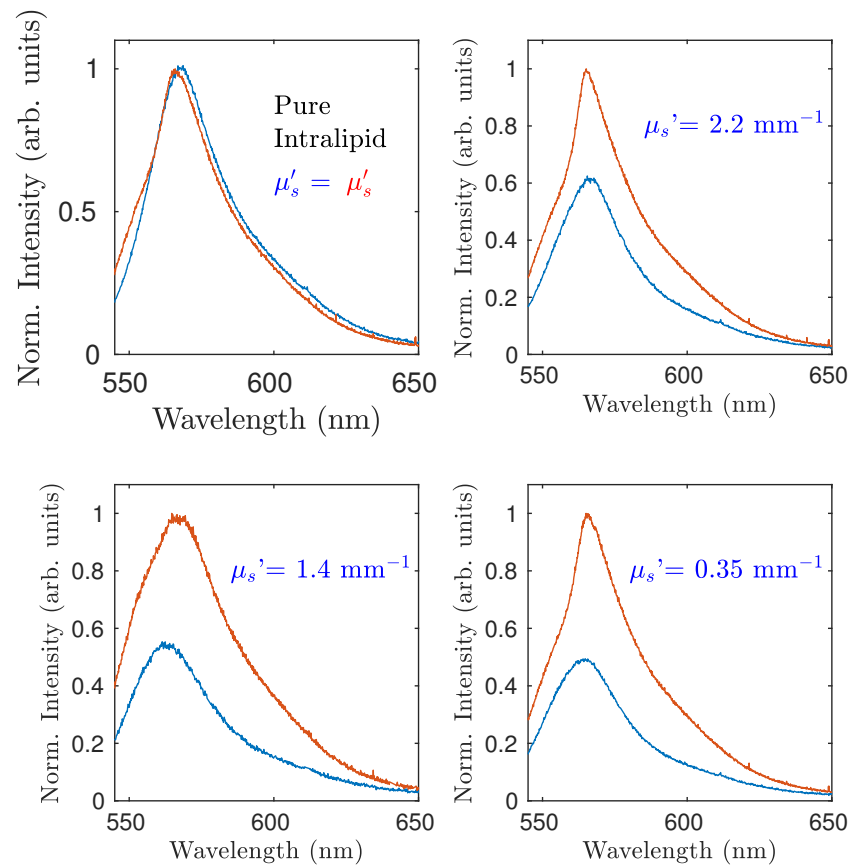 Norm. Intensity (arb. units)
1
0.5
0
Pure
Intralipid
μ′ₛ = μ′ₛ
550
600
650
Wavelength (nm)
Norm. Intensity (arb. units)
1
0.8
0.6
0.4
0.2
0
μₛ'= 2.2 mm⁻¹
550
600
650
Wavelength (nm)
Norm. Intensity (arb. units)
1
0.8
0.6
0.4
0.2
0
μₛ'= 1.4 mm⁻¹
550
600
650
Wavelength (nm)
Norm. Intensity (arb. units)
1
0.8
0.6
0.4
0.2
0
μₛ'= 0.35 mm⁻¹
550
600
650
Wavelength (nm)